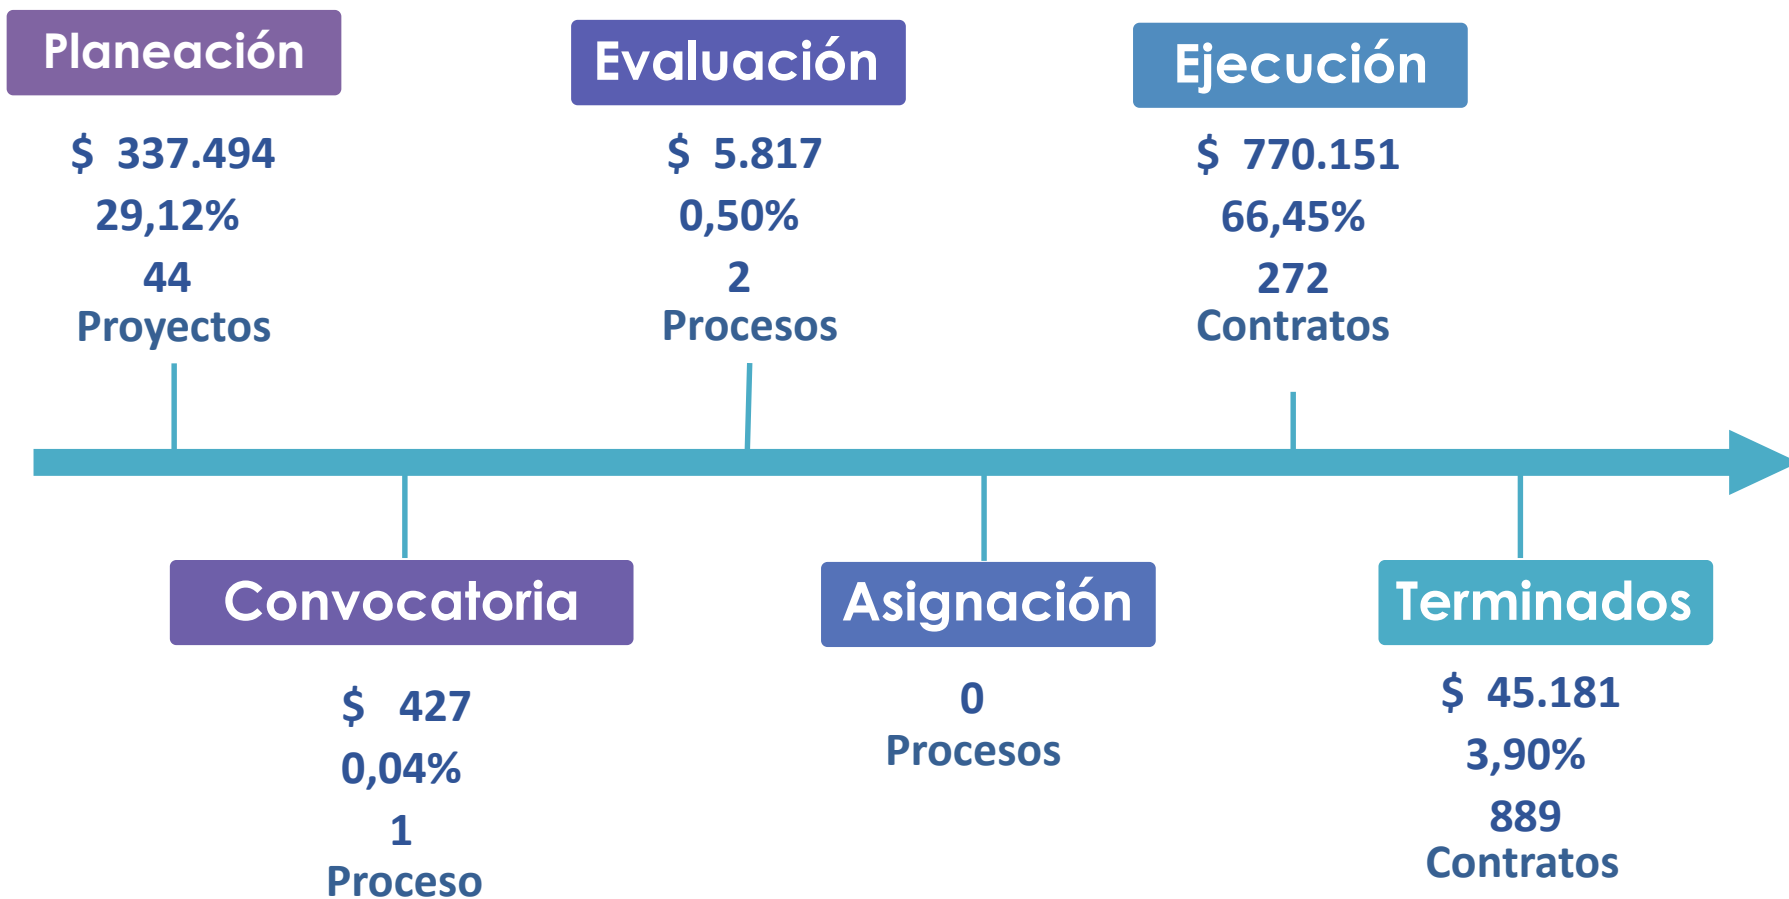 Planeación
$ 337.494
29,12%
44
Proyectos
Evaluación
$ 5.817
0,50%
2
Procesos
Ejecución
$ 770.151
66,45%
272
Contratos
Convocatoria
$ 427
0,04%
1
Proceso
Asignación
0
Procesos
Terminados
$ 45.181
3,90%
889
Contratos